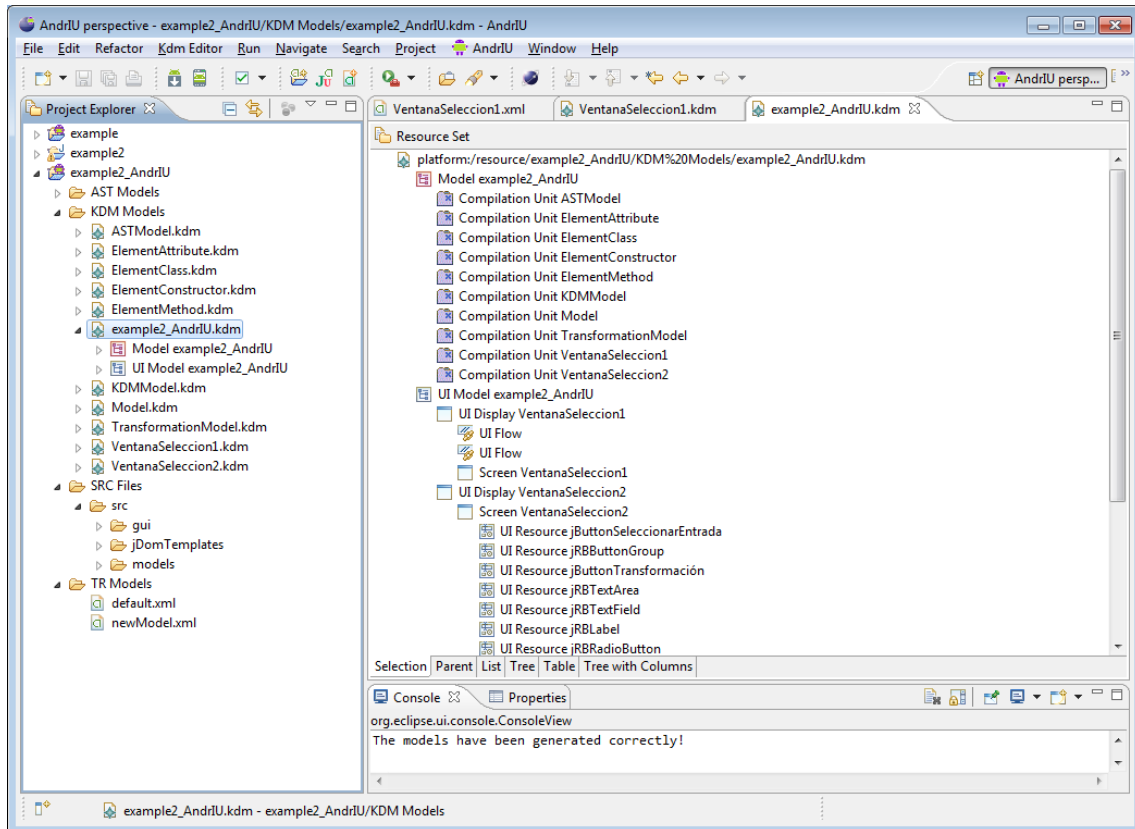 AndrIU perspective - example2_AndrIU/KDM Models/example2_AndrIU.kdm - AndrIU
File Edit Refactor Kdm Editor Run Navigate Search Project AndrIU Window Help
AndrIU persp...
Project Explorer
example
example2
example2_AndrIU
AST Models
KDM Models
ASTModel.kdm
ElementAttribute.kdm
ElementClass.kdm
ElementConstructor.kdm
ElementMethod.kdm
example2_AndrIU.kdm
Model example2_AndrIU
UI Model example2_AndrIU
KDMModel.kdm
Model.kdm
TransformationModel.kdm
VentanaSeleccion1.kdm
VentanaSeleccion2.kdm
SRC Files
src
gui
jDomTemplates
models
TR Models
default.xml
newModel.xml
VentanaSeleccion1.xml VentanaSeleccion1.kdm example2_AndrIU.kdm
Resource Set
platform:/resource/example2_AndrIU/KDM%20Models/example2_AndrIU.kdm
Model example2_AndrIU
Compilation Unit ASTModel
Compilation Unit ElementAttribute
Compilation Unit ElementClass
Compilation Unit ElementConstructor
Compilation Unit ElementMethod
Compilation Unit KDMModel
Compilation Unit Model
Compilation Unit TransformationModel
Compilation Unit VentanaSeleccion1
Compilation Unit VentanaSeleccion2
UI Model example2_AndrIU
UI Display VentanaSeleccion1
UI Flow
UI Flow
Screen VentanaSeleccion1
UI Display VentanaSeleccion2
Screen VentanaSeleccion2
UI Resource jButtonSeleccionarEntrada
UI Resource jRBButtonGroup
UI Resource jButtonTransformación
UI Resource jRBTextArea
UI Resource jRBTextField
UI Resource jRBLabel
UI Resource jRBRadioButton
Selection Parent List Tree Table Tree with Columns
Console Properties
org.eclipse.ui.console.ConsoleView
The models have been generated correctly!
example2_AndrIU.kdm - example2_AndrIU/KDM Models